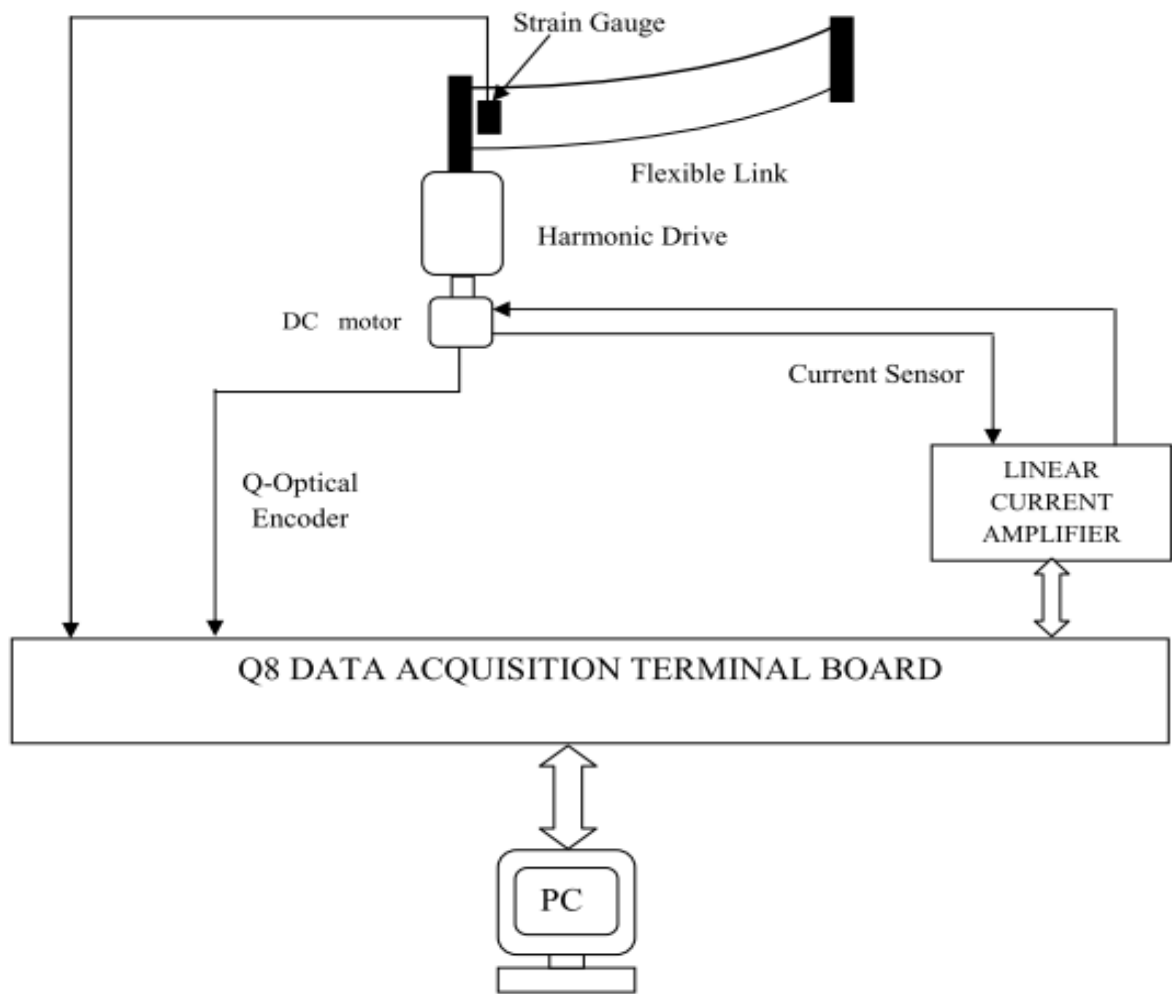 Strain Gauge
Flexible Link
Harmonic Drive
DC motor
Current Sensor
LINEAR
CURRENT
AMPLIFIER
Q-Optical
Encoder
Q8 DATA ACQUISITION TERMINAL BOARD
PC